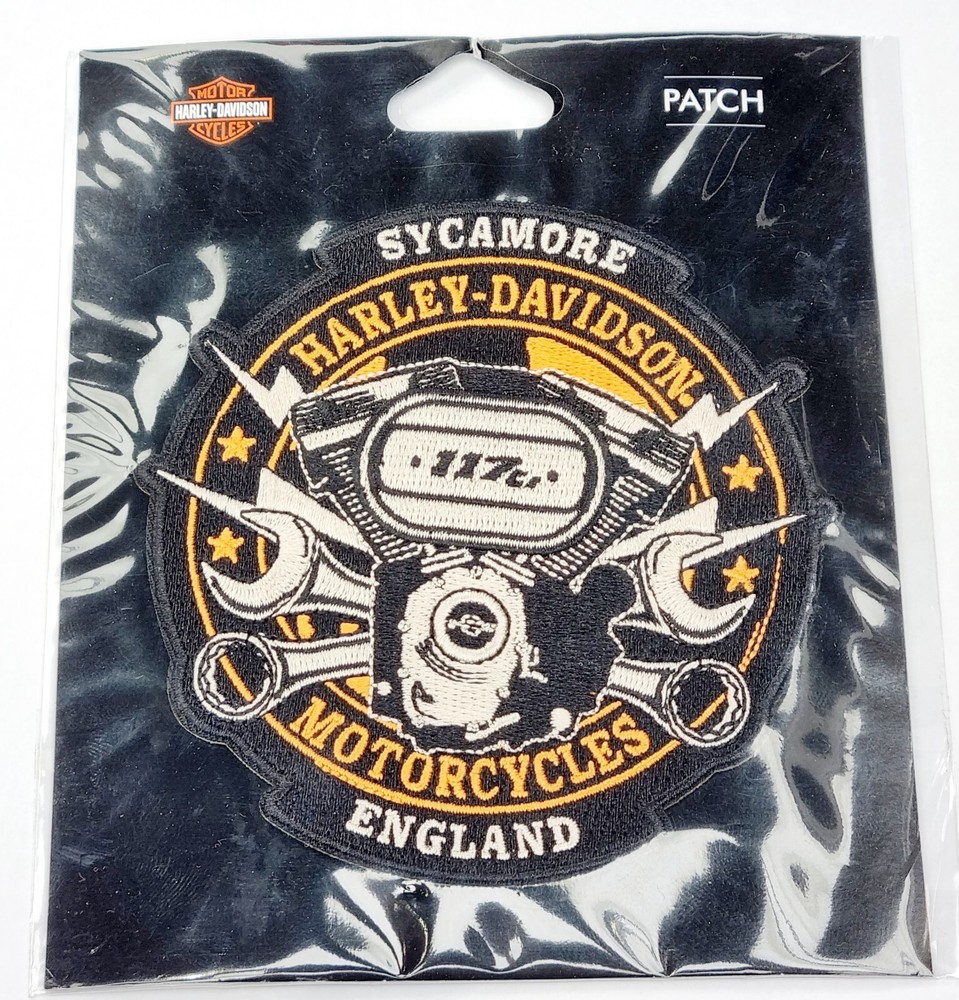 MOTOR
HARLEY-DAVIDSON
CYCLES
PATCH
SYCAMORE
HARLEY-DAVIDSON
117ci
MOTORCYCLES
ENGLAND